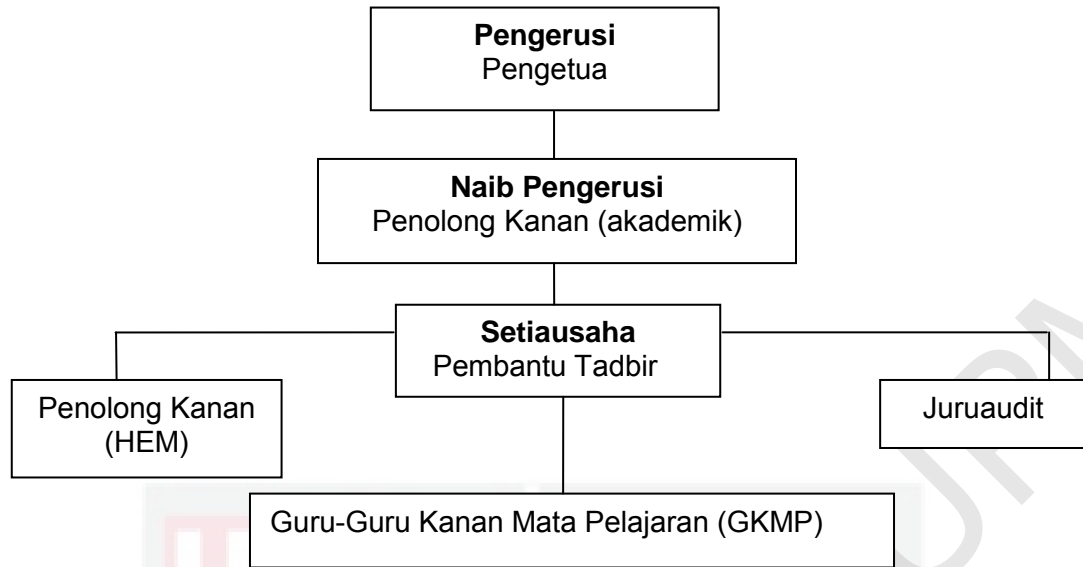 Pengerusi
Pengetua
Naib Pengerusi
Penolong Kanan (akademik)
Setiausaha
Pembantu Tadbir
Penolong Kanan
(HEM)
Juruaudit
Guru-Guru Kanan Mata Pelajaran (GKMP)
UPM